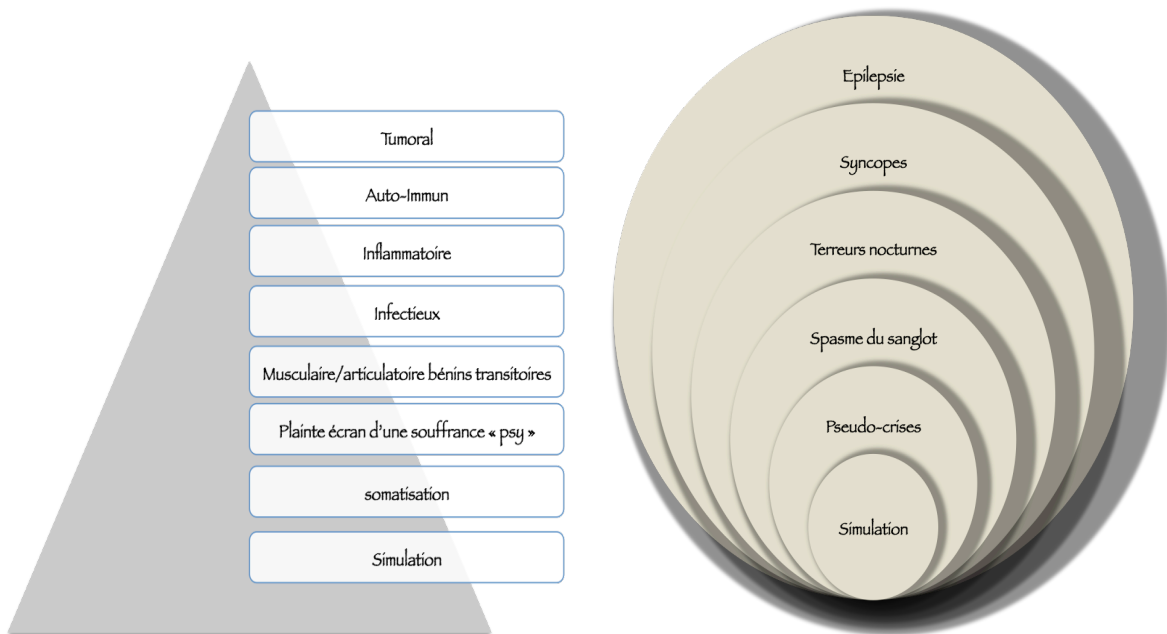 Tumoral
Auto-Immun
Inflammatoire
Infectieux
Musculaire/articulatoire bénins transitoires
Plainte écran d'une souffrance « psy »
somatisation
Simulation
Epilepsie
Syncopes
Terreurs nocturnes
Spasme du sanglot
Pseudo-crises
Simulation